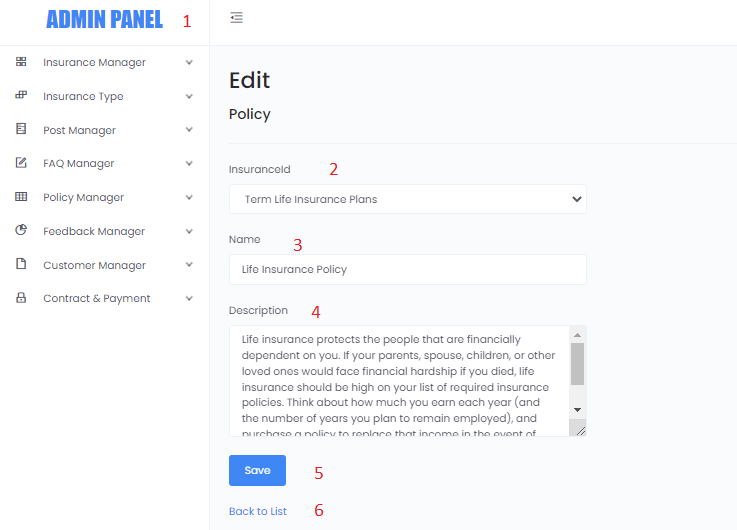 ADMIN PANEL 1
Insurance Manager
Insurance Type
Post Manager
FAQ Manager
Policy Manager
Feedback Manager
Customer Manager
Contract & Payment
Edit
Policy
InsuranceId 2
Term Life Insurance Plans
Name 3
Life Insurance Policy
Description 4
Life insurance protects the people that are financially
dependent on you. If your parents, spouse, children, or other
loved ones would face financial hardship if you died, life
insurance should be high on your list of required insurance
policies. Think about how much you earn each year (and
the number of years you plan to remain employed), and
purchase a policy to replace that income in the event of
Save 5
Back to List 6